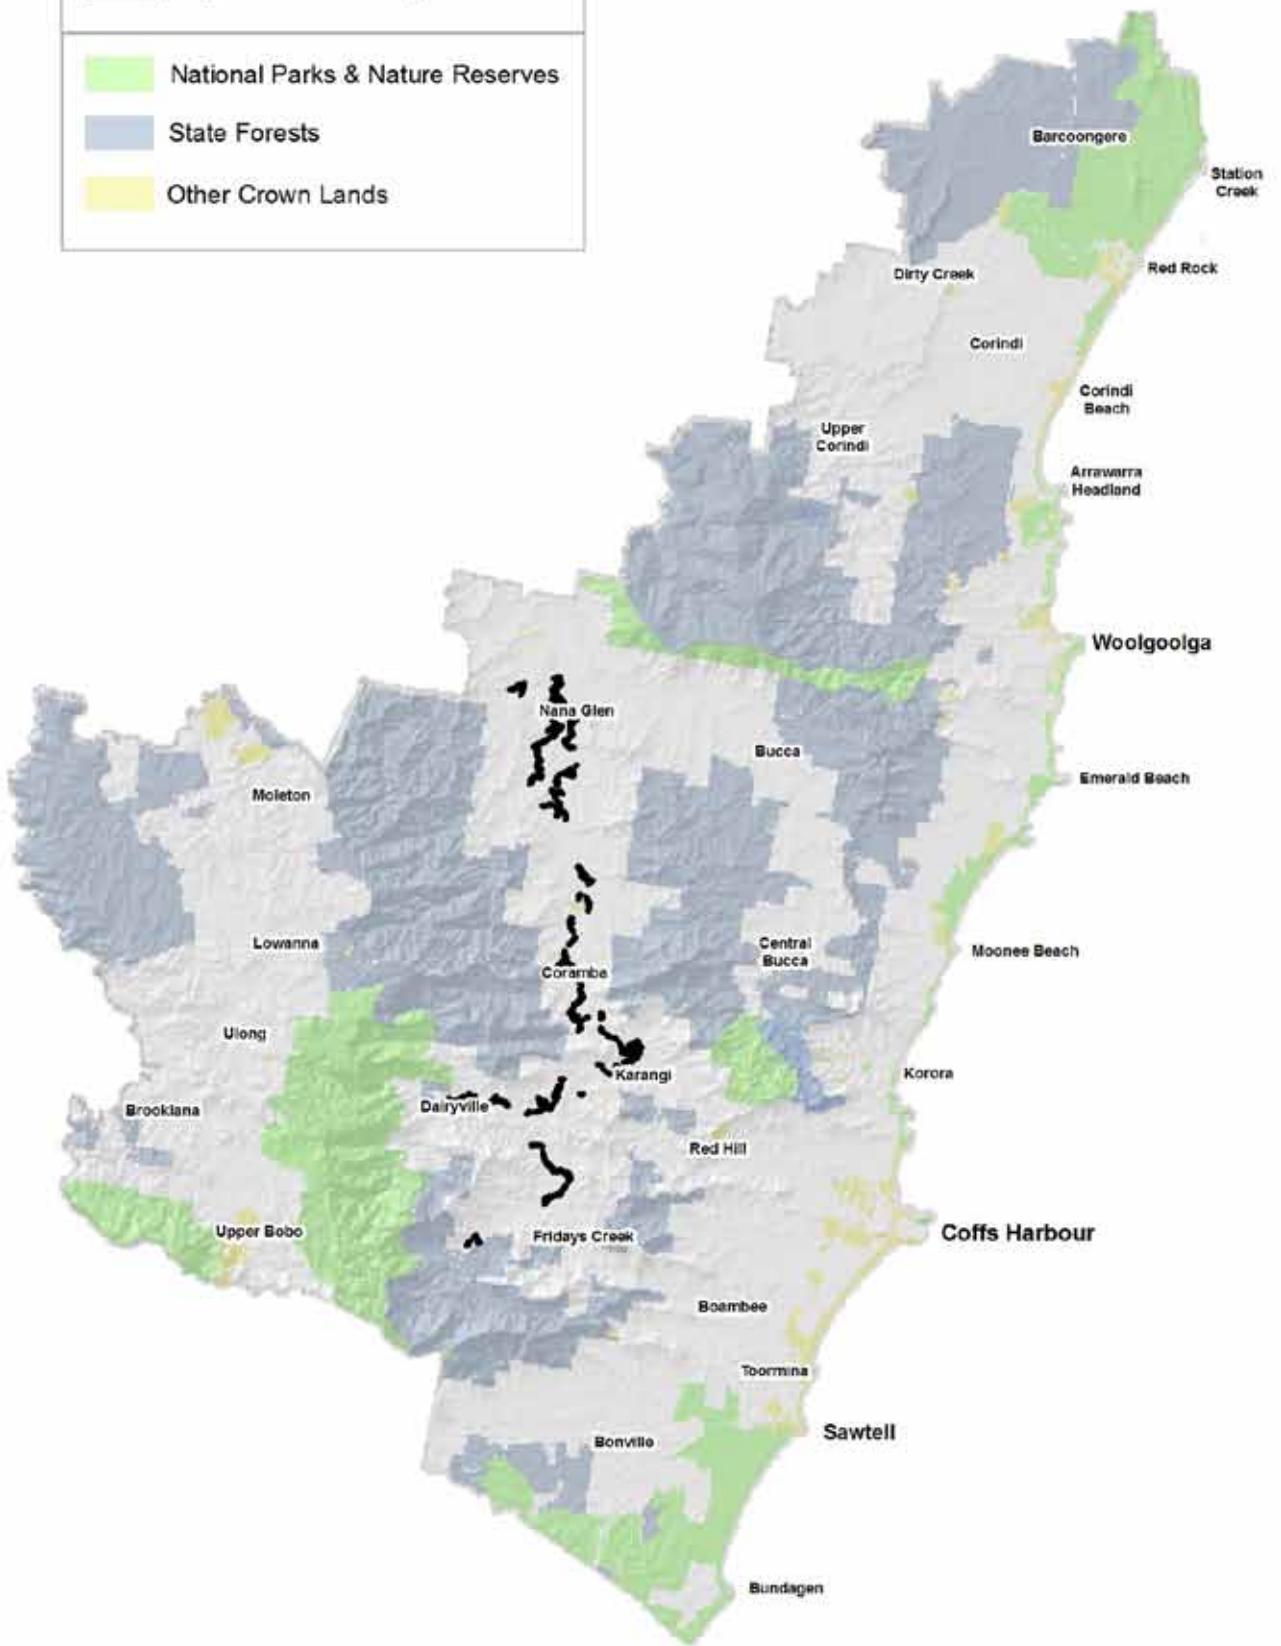 National Parks & Nature Reserves
State Forests
Other Crown Lands
Barcoongere
Station
Creek
Red Rock
Dirty Creek
Corindi
Corindi
Beach
Upper
Corindi
Arrawarra
Headland
Woolgoolga
Nana Glen
Bucca
Emerald Beach
Moleton
Lowanna
Central
Bucca
Moonee Beach
Coramba
Ulong
Korora
Karangi
Brooklana
Dairyville
Red Hill
Upper Bobo
Fridays Creek
Coffs Harbour
Boambee
Toormina
Sawtell
Bonville
Bundagen